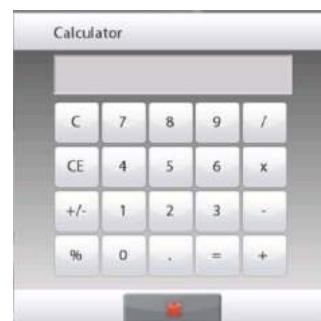 Calculator
C 7 8 9 /
CE 4 5 6 x
+/- 1 2 3 -
% 0 . = +